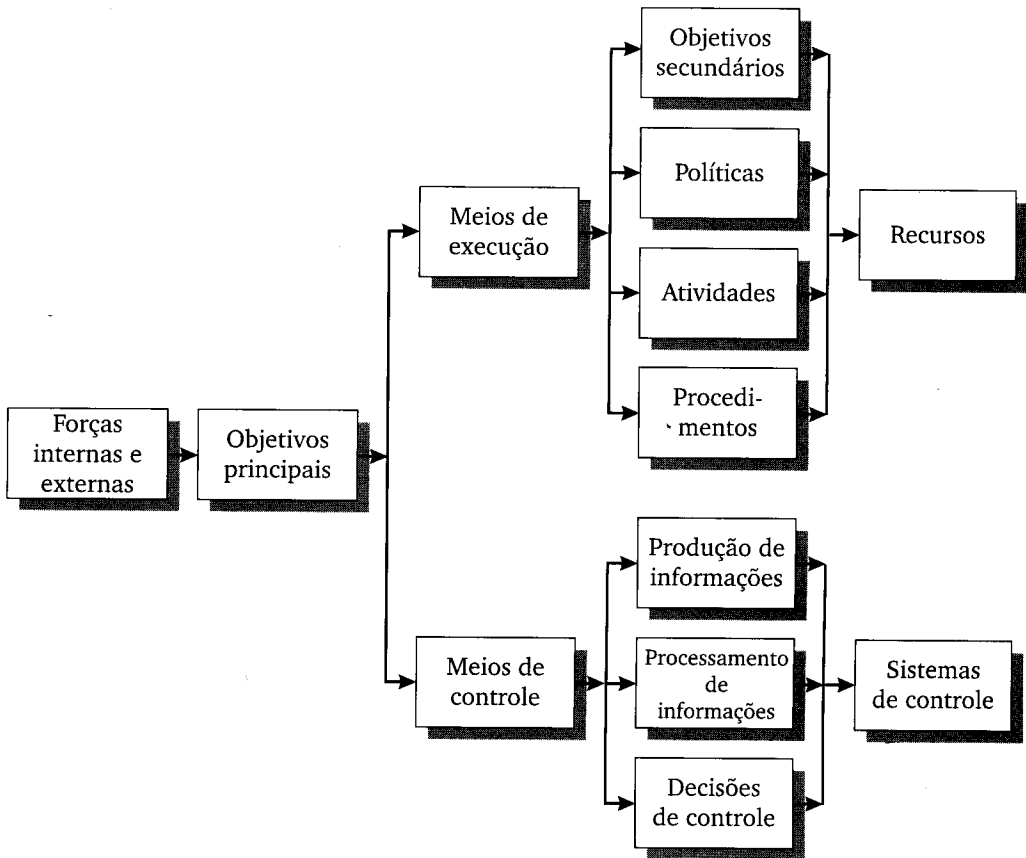 Forças
internas e
externas
Objetivos
principais
Meios de
execução
Objetivos
secundários
Políticas
Atividades
Procedi-
mentos
Recursos
Meios de
controle
Produção de
informações
Processamento
de
informações
Decisões
de controle
Sistemas
de controle